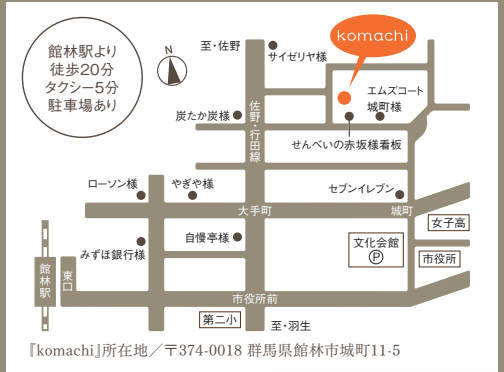 館林駅より
徒歩20分
タクシー5分
駐車場あり
N
至・佐野
サイゼリヤ様
komachi
エムズコート
城町様
炭たか炭様
佐野・行田線
せんべいの赤坂様看板
ローソン様
やぎや様
セブンイレブン
大手町
城町
女子高
自慢亭様
文化会館
P
市役所
みずほ銀行様
館林駅
東口
市役所前
第二小
至・羽生
『komachi』所在地／〒374-0018 群馬県館林市城町11-5